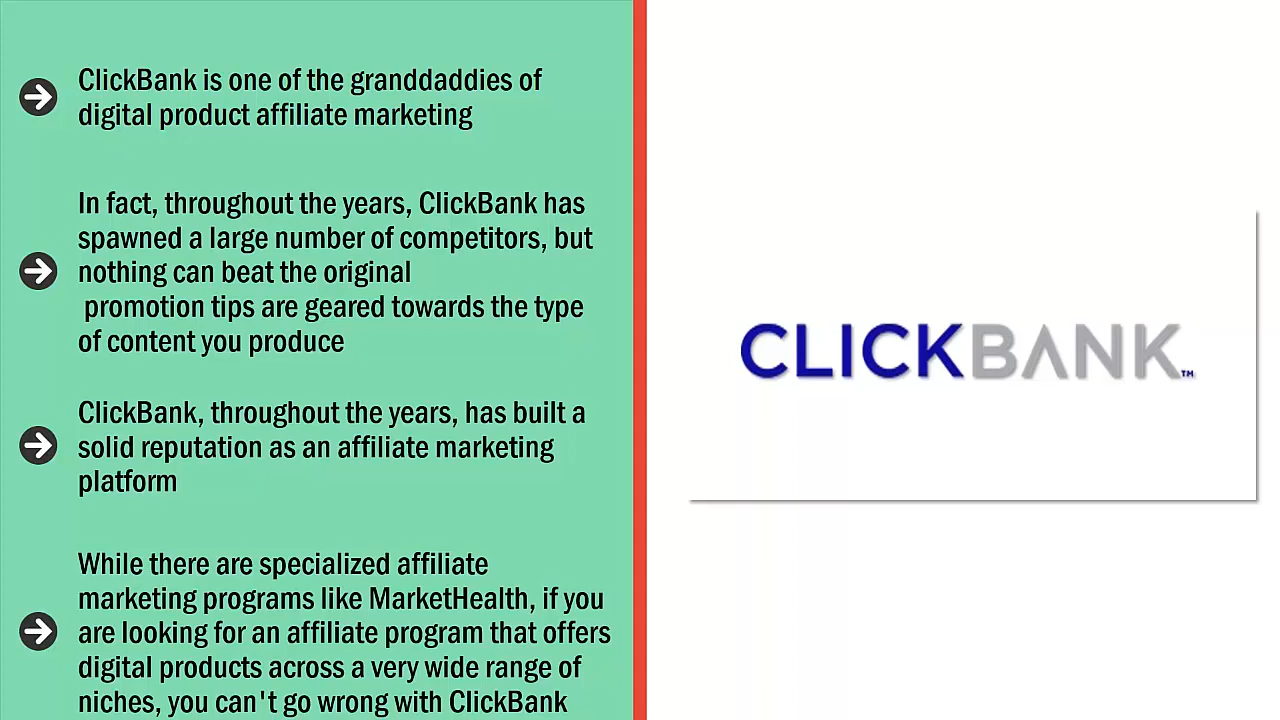 ClickBank is one of the granddaddies of
digital product affiliate marketing
In fact, throughout the years, ClickBank has
spawned a large number of competitors, but
nothing can beat the original
promotion tips are geared towards the type
of content you produce
ClickBank, throughout the years, has built a
solid reputation as an affiliate marketing
platform
While there are specialized affiliate
marketing programs like MarketHealth, if you
are looking for an affiliate program that offers
digital products across a very wide range of
niches, you can't go wrong with ClickBank
CLICKBANK™